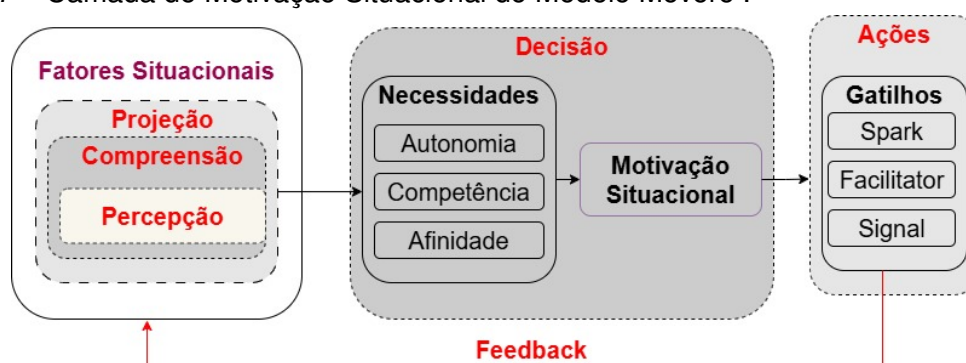 Camada de Motivação Situacional do Modelo
Fatores Situacionais
Projeção
Compreensão
Percepção
Decisão
Necessidades
Autonomia
Competência
Afinidade
Motivação
Situacional
Ações
Gatilhos
Spark
Facilitator
Signal
Feedback